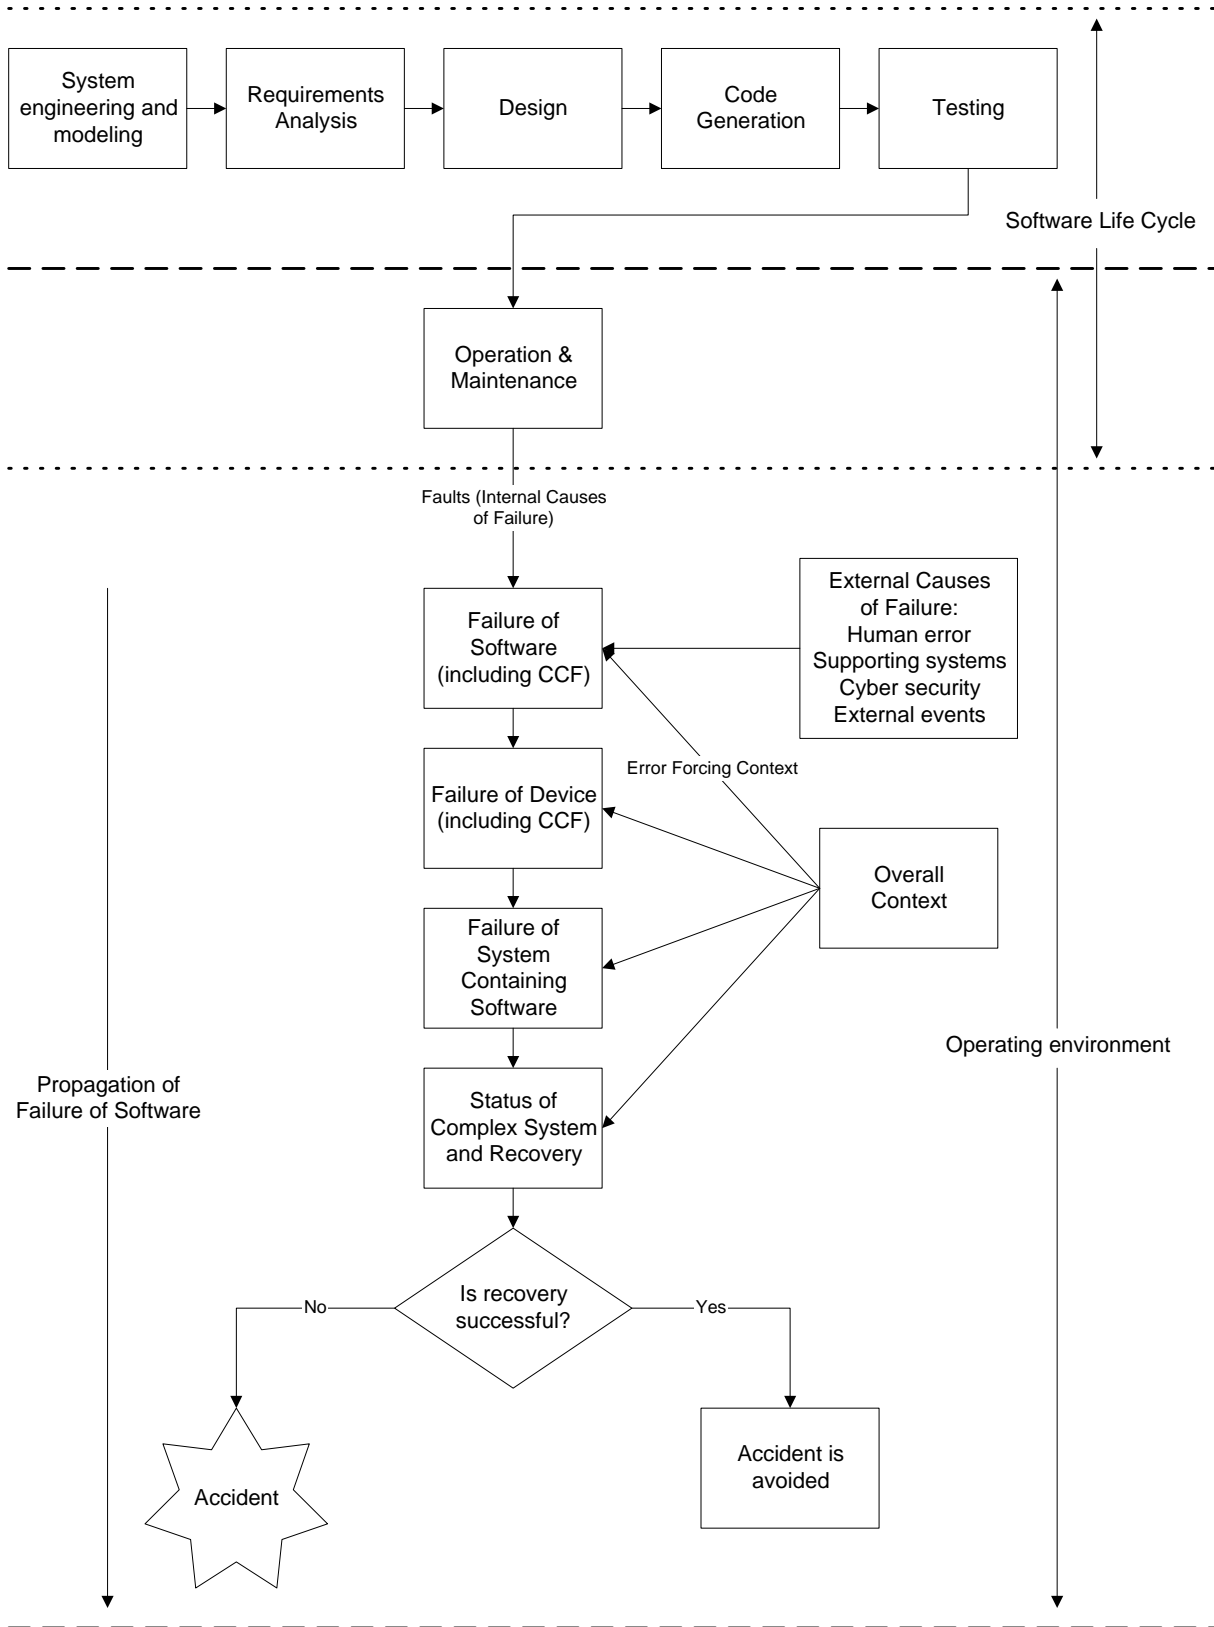 System
engineering and
modeling
Requirements
Analysis
Design
Code
Generation
Testing
Software Life Cycle
Operation &
Maintenance
Faults (Internal Causes
of Failure)
External Causes
of Failure:
Human error
Supporting systems
Cyber security
External events
Failure of
Software
(including CCF)
Error Forcing Context
Failure of Device
(including CCF)
Overall
Context
Failure of
System
Containing
Software
Operating environment
Propagation of
Failure of Software
Status of
Complex System
and Recovery
Is recovery
successful?
No
Yes
Accident
Accident is
avoided